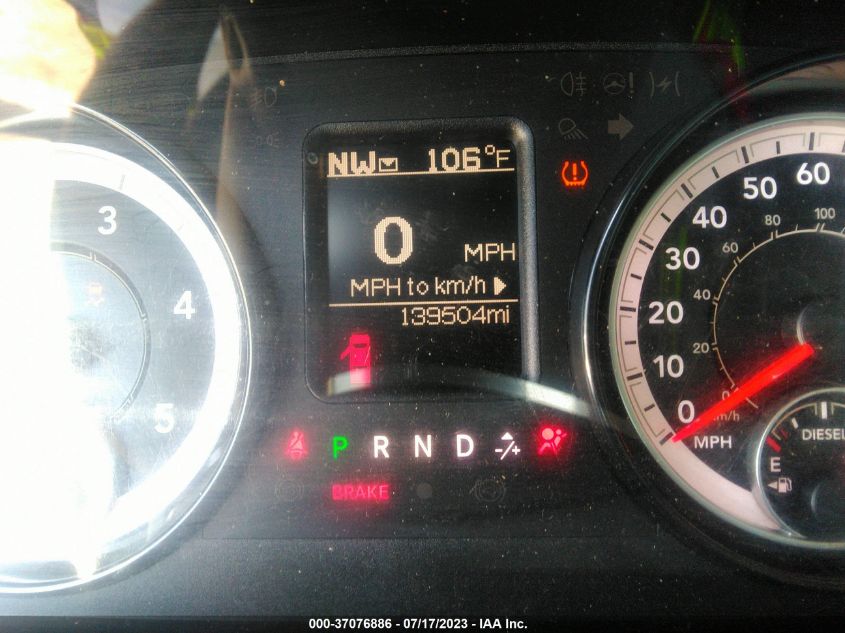 NW 106°F
0 MPH
MPH to km/h
139504mi
P R N D -/+
BRAKE
3
4
5
60
50
40
30
20
10
0
MPH
100
80
60
40
20
0
km/h
DIESEL
E
000-37076886 - 07/17/2023 - IAA Inc.